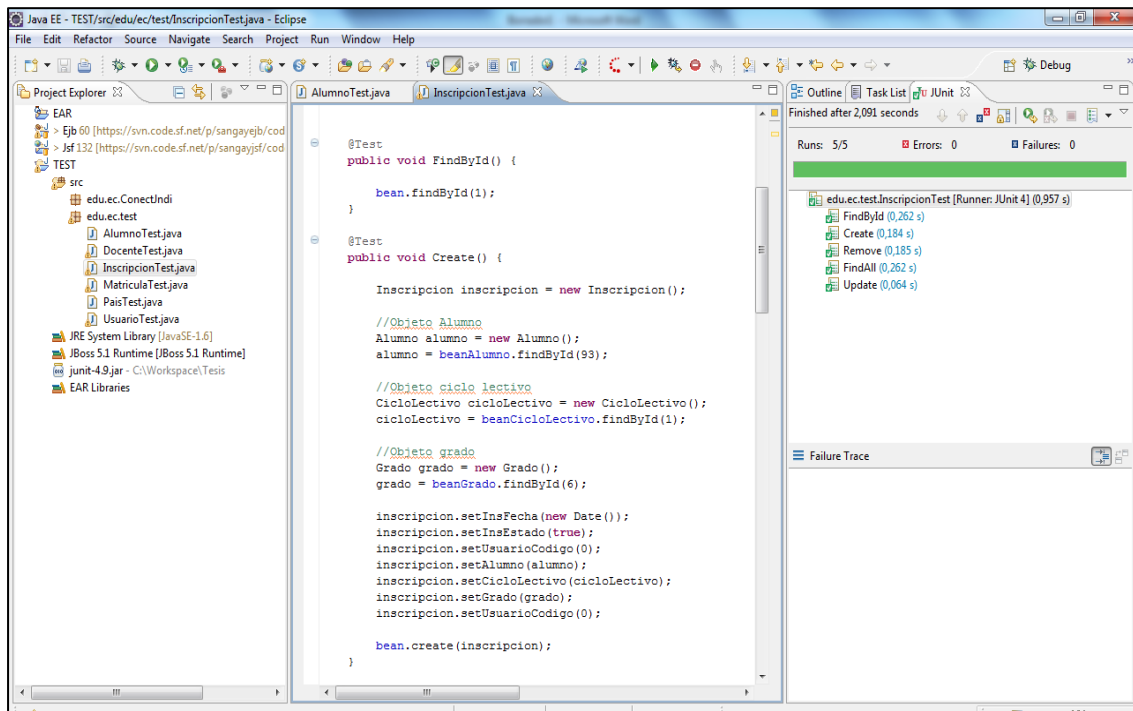 Java EE - TEST/src/edu/ec/test/InscripcionTest.java - Eclipse
File Edit Refactor Source Navigate Search Project Run Window Help
Debug
Project Explorer
EAR
> Ejb 60 [https://svn.code.sf.net/p/sangayejb/cod
> Jsf 132 [https://svn.code.sf.net/p/sangayjsf/cod
TEST
src
edu.ec.ConectUndi
edu.ec.test
AlumnoTest.java
DocenteTest.java
InscripcionTest.java
MatriculaTest.java
PaisTest.java
UsuarioTest.java
JRE System Library [JavaSE-1.6]
JBoss 5.1 Runtime [JBoss 5.1 Runtime]
junit-4.9.jar - C:\Workspace\Tesis
EAR Libraries
AlumnoTest.java InscripcionTest.java
@Test
public void FindById() {
bean.findById(1);
}
@Test
public void Create() {
Inscripcion inscripcion = new Inscripcion();
//Objeto Alumno
Alumno alumno = new Alumno();
alumno = beanAlumno.findById(93);
//Objeto ciclo lectivo
CicloLectivo cicloLectivo = new CicloLectivo();
cicloLectivo = beanCicloLectivo.findById(1);
//Objeto grado
Grado grado = new Grado();
grado = beanGrado.findById(6);
inscripcion.setInsFecha(new Date());
inscripcion.setInsEstado(true);
inscripcion.setUsuarioCodigo(0);
inscripcion.setAlumno(alumno);
inscripcion.setCicloLectivo(cicloLectivo);
inscripcion.setGrado(grado);
inscripcion.setUsuarioCodigo(0);
bean.create(inscripcion);
}
Outline Task List JUnit
Finished after 2,091 seconds
Runs: 5/5 Errors: 0 Failures: 0
edu.ec.test.InscripcionTest [Runner: JUnit 4] (0,957 s)
FindById (0,262 s)
Create (0,184 s)
Remove (0,185 s)
FindAll (0,262 s)
Update (0,064 s)
Failure Trace